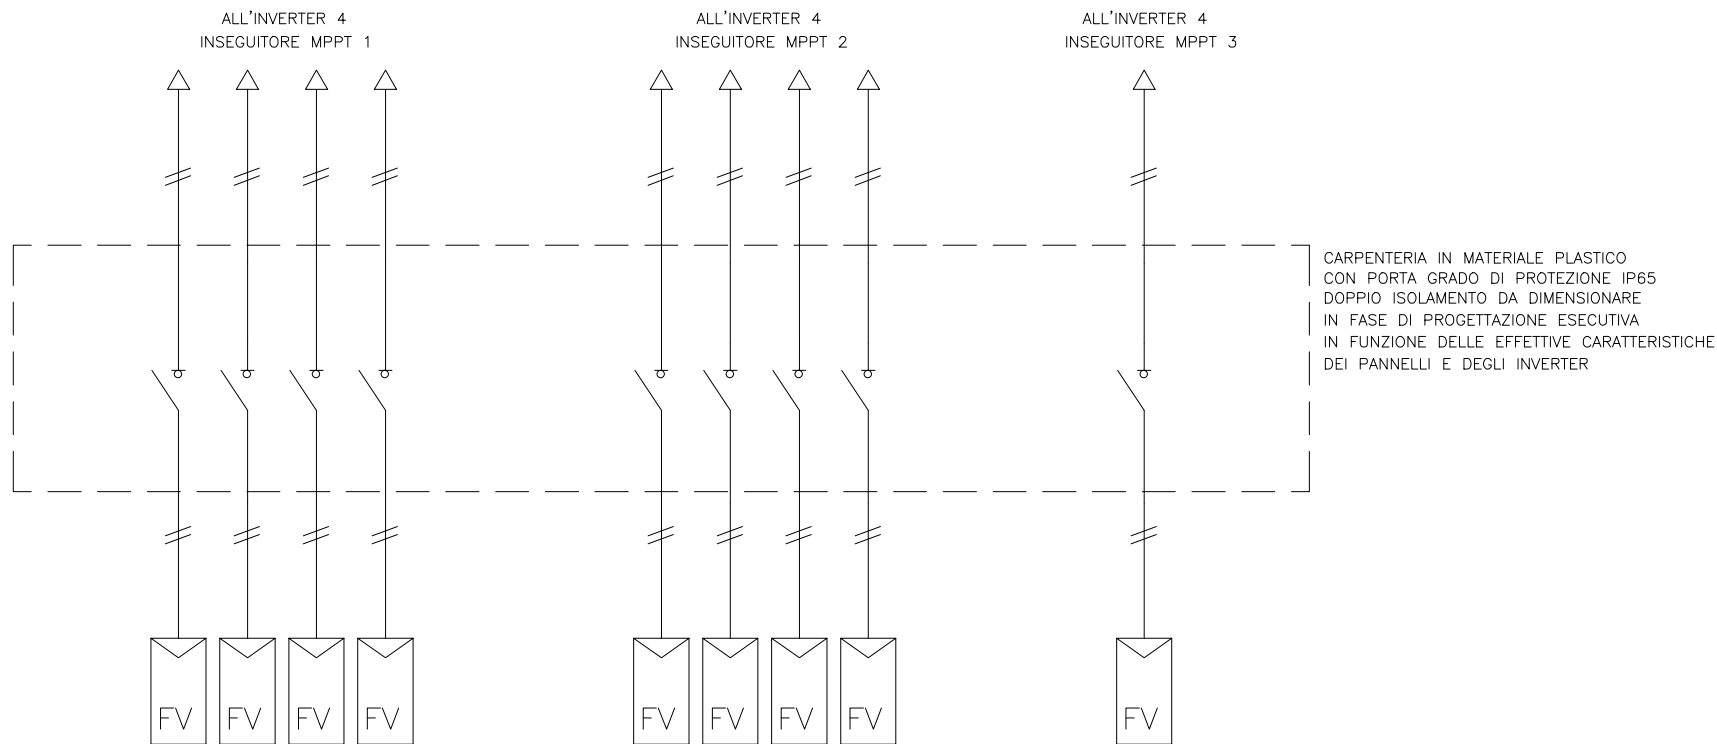 ALL'INVERTER 4
INSEGUITORE MPPT 1
ALL'INVERTER 4
INSEGUITORE MPPT 2
ALL'INVERTER 4
INSEGUITORE MPPT 3
CARPENTERIA IN MATERIALE PLASTICO
CON PORTA GRADO DI PROTEZIONE IP65
DOPPIO ISOLAMENTO DA DIMENSIONARE
IN FASE DI PROGETTAZIONE ESECUTIVA
IN FUNZIONE DELLE EFFETTIVE CARATTERISTICHE
DEI PANNELLI E DEGLI INVERTER
FV FV FV FV FV FV FV FV FV